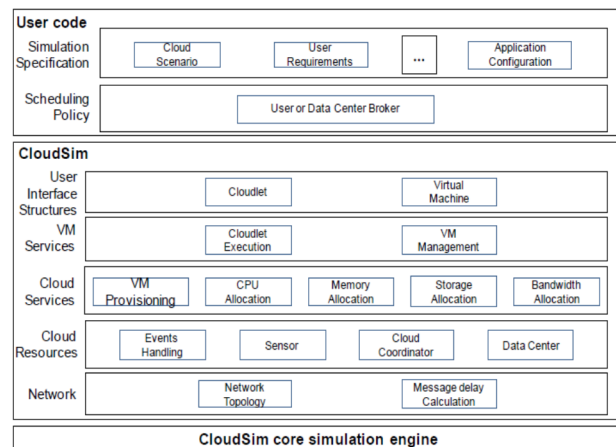 User code
Simulation
Specification
Cloud
Scenario
User
Requirements
...
Application
Configuration
Scheduling
Policy
User or Data Center Broker
CloudSim
User
Interface
Structures
Cloudlet
Virtual
Machine
VM
Services
Cloudlet
Execution
VM
Management
Cloud
Services
VM
Provisioning
CPU
Allocation
Memory
Allocation
Storage
Allocation
Bandwidth
Allocation
Cloud
Resources
Events
Handling
Sensor
Cloud
Coordinator
Data Center
Network
Network
Topology
Message delay
Calculation
CloudSim core simulation engine